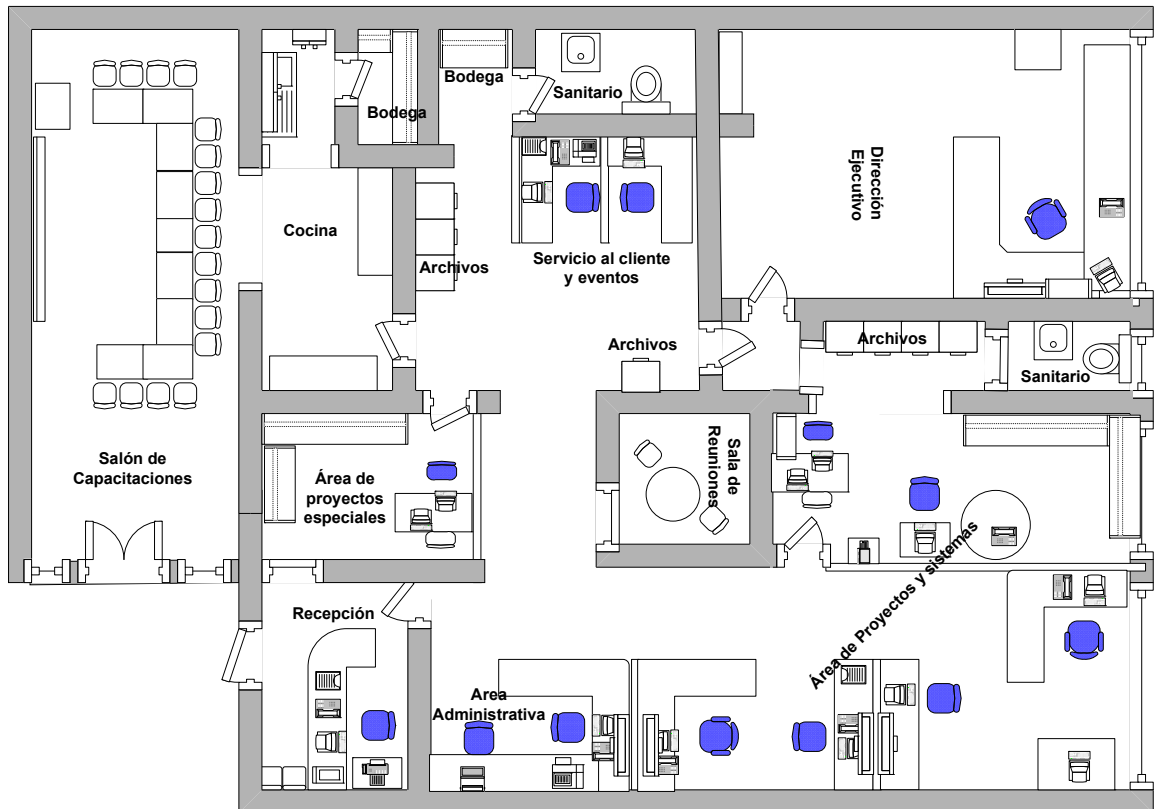 Bodega
Bodega
Sanitario
Dirección
Ejecutivo
Cocina
Archivos
Servicio al cliente
y eventos
Archivos
Archivos
Sanitario
Salón de
Capacitaciones
Área de
proyectos
especiales
Sala de
Reuniones
Recepción
Área de Proyectos y sistemas
Area
Administrativa